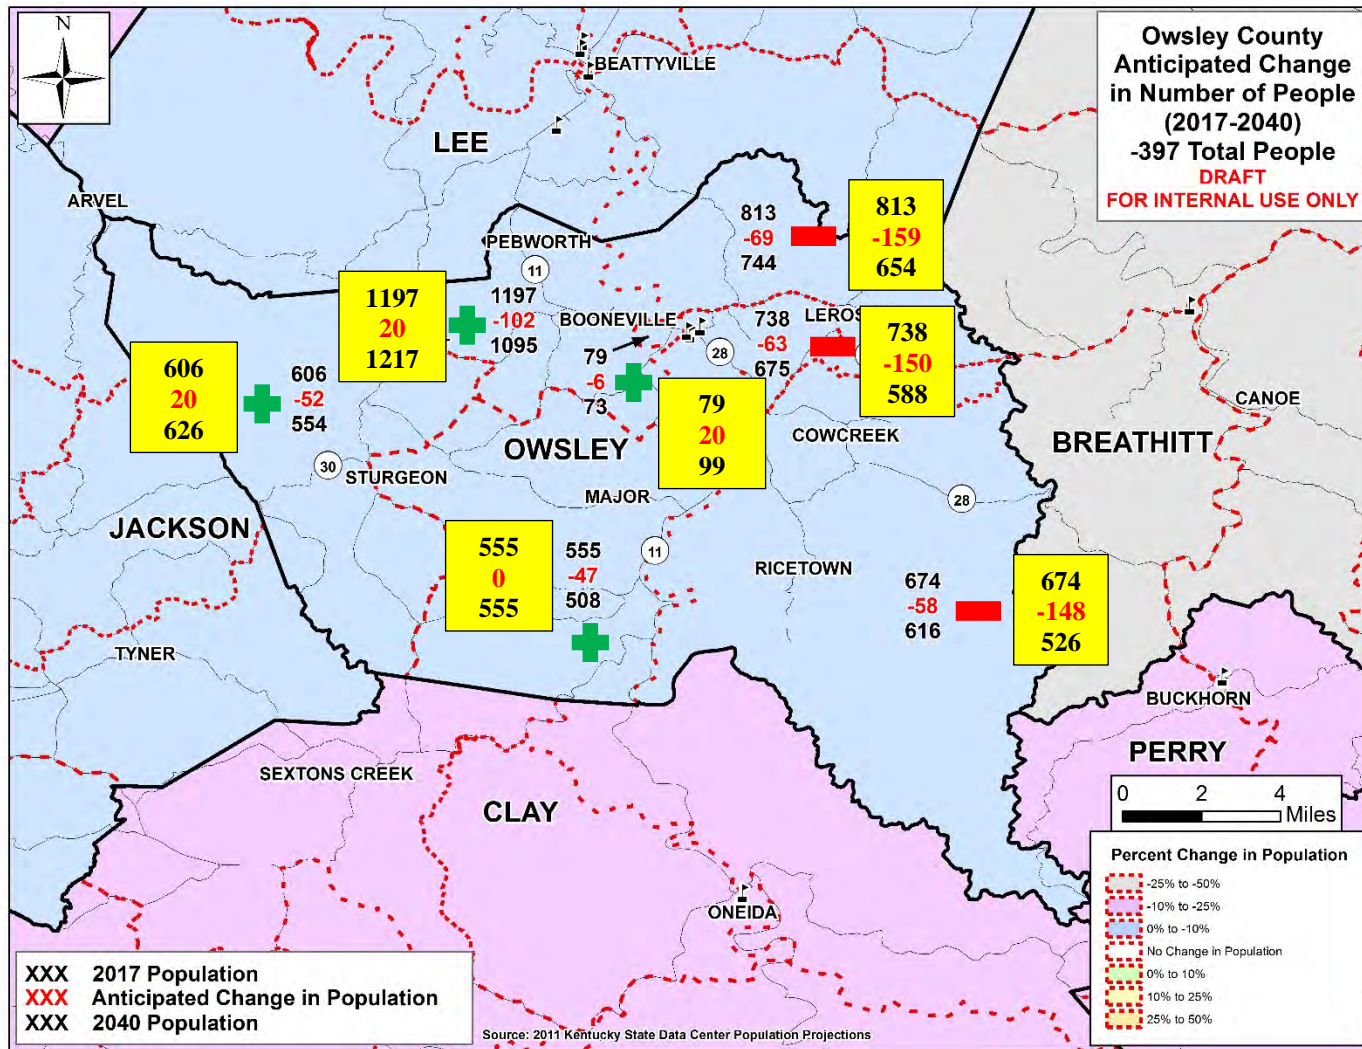 N
Owsley County
Anticipated Change
in Number of People
(2017-2040)
-397 Total People
DRAFT
FOR INTERNAL USE ONLY
BEATTYVILLE
LEE
ARVEL
PEBWORTH
11
813
-69
744
813
-159
654
1197
20
1217
1197
-102
1095
BOONEVILLE
28
738
-63
675
738
-150
588
606
20
626
606
-52
554
79
-6
73
79
20
99
CANOE
COWCREEK
BREATHITT
OWSLEY
30
STURGEON
MAJOR
28
JACKSON
555
0
555
555
-47
508
11
RICETOWN
674
-58
616
674
-148
526
TYNER
BUCKHORN
PERRY
SEXTONS CREEK
CLAY
0 2 4
Miles
ONEIDA
Percent Change in Population
-25% to -50%
-10% to -25%
0% to -10%
No Change in Population
0% to 10%
10% to 25%
25% to 50%
XXX 2017 Population
XXX Anticipated Change in Population
XXX 2040 Population
Source: 2011 Kentucky State Data Center Population Projections